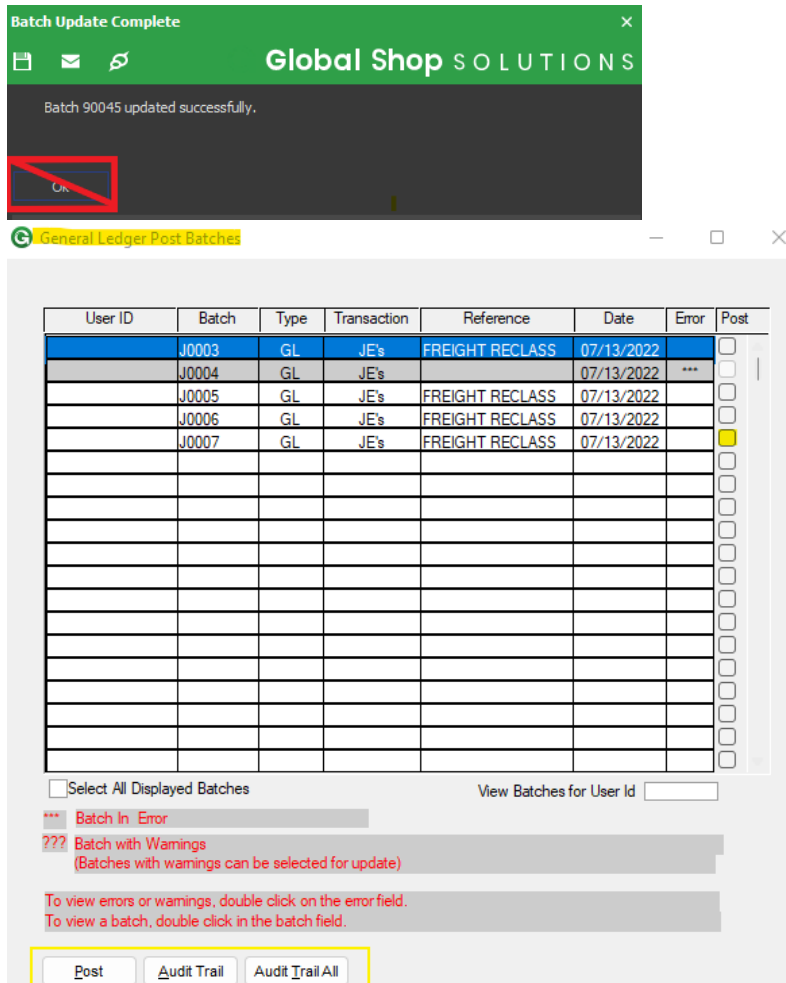 Batch Update Complete
Global Shop SOLUTIONS
Batch 90045 updated successfully.
OK
General Ledger Post Batches
User ID Batch Type Transaction Reference Date Error Post
J0003 GL JE's FREIGHT RECLASS 07/13/2022
J0004 GL JE's 07/13/2022 ***
J0005 GL JE's FREIGHT RECLASS 07/13/2022
J0006 GL JE's FREIGHT RECLASS 07/13/2022
J0007 GL JE's FREIGHT RECLASS 07/13/2022
Select All Displayed Batches View Batches for User Id
*** Batch In Error
??? Batch with Warnings
(Batches with warnings can be selected for update)
To view errors or warnings, double click on the error field.
To view a batch, double click in the batch field.
Post Audit Trail Audit Trail All